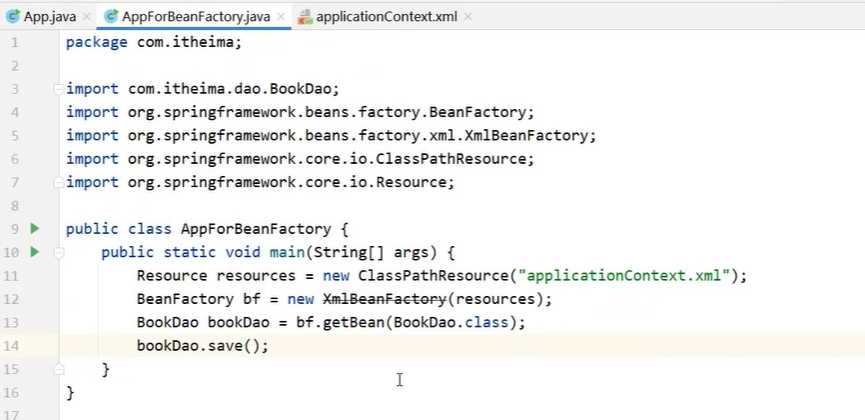 App.java AppForBeanFactory.java applicationContext.xml
1 package com.itheima;
2
3 import com.itheima.dao.BookDao;
4 import org.springframework.beans.factory.BeanFactory;
5 import org.springframework.beans.factory.xml.XmlBeanFactory;
6 import org.springframework.core.io.ClassPathResource;
7 import org.springframework.core.io.Resource;
8
9 public class AppForBeanFactory {
10     public static void main(String[] args) {
11         Resource resources = new ClassPathResource("applicationContext.xml");
12         BeanFactory bf = new XmlBeanFactory(resources);
13         BookDao bookDao = bf.getBean(BookDao.class);
14         bookDao.save();
15     }
16 }
17